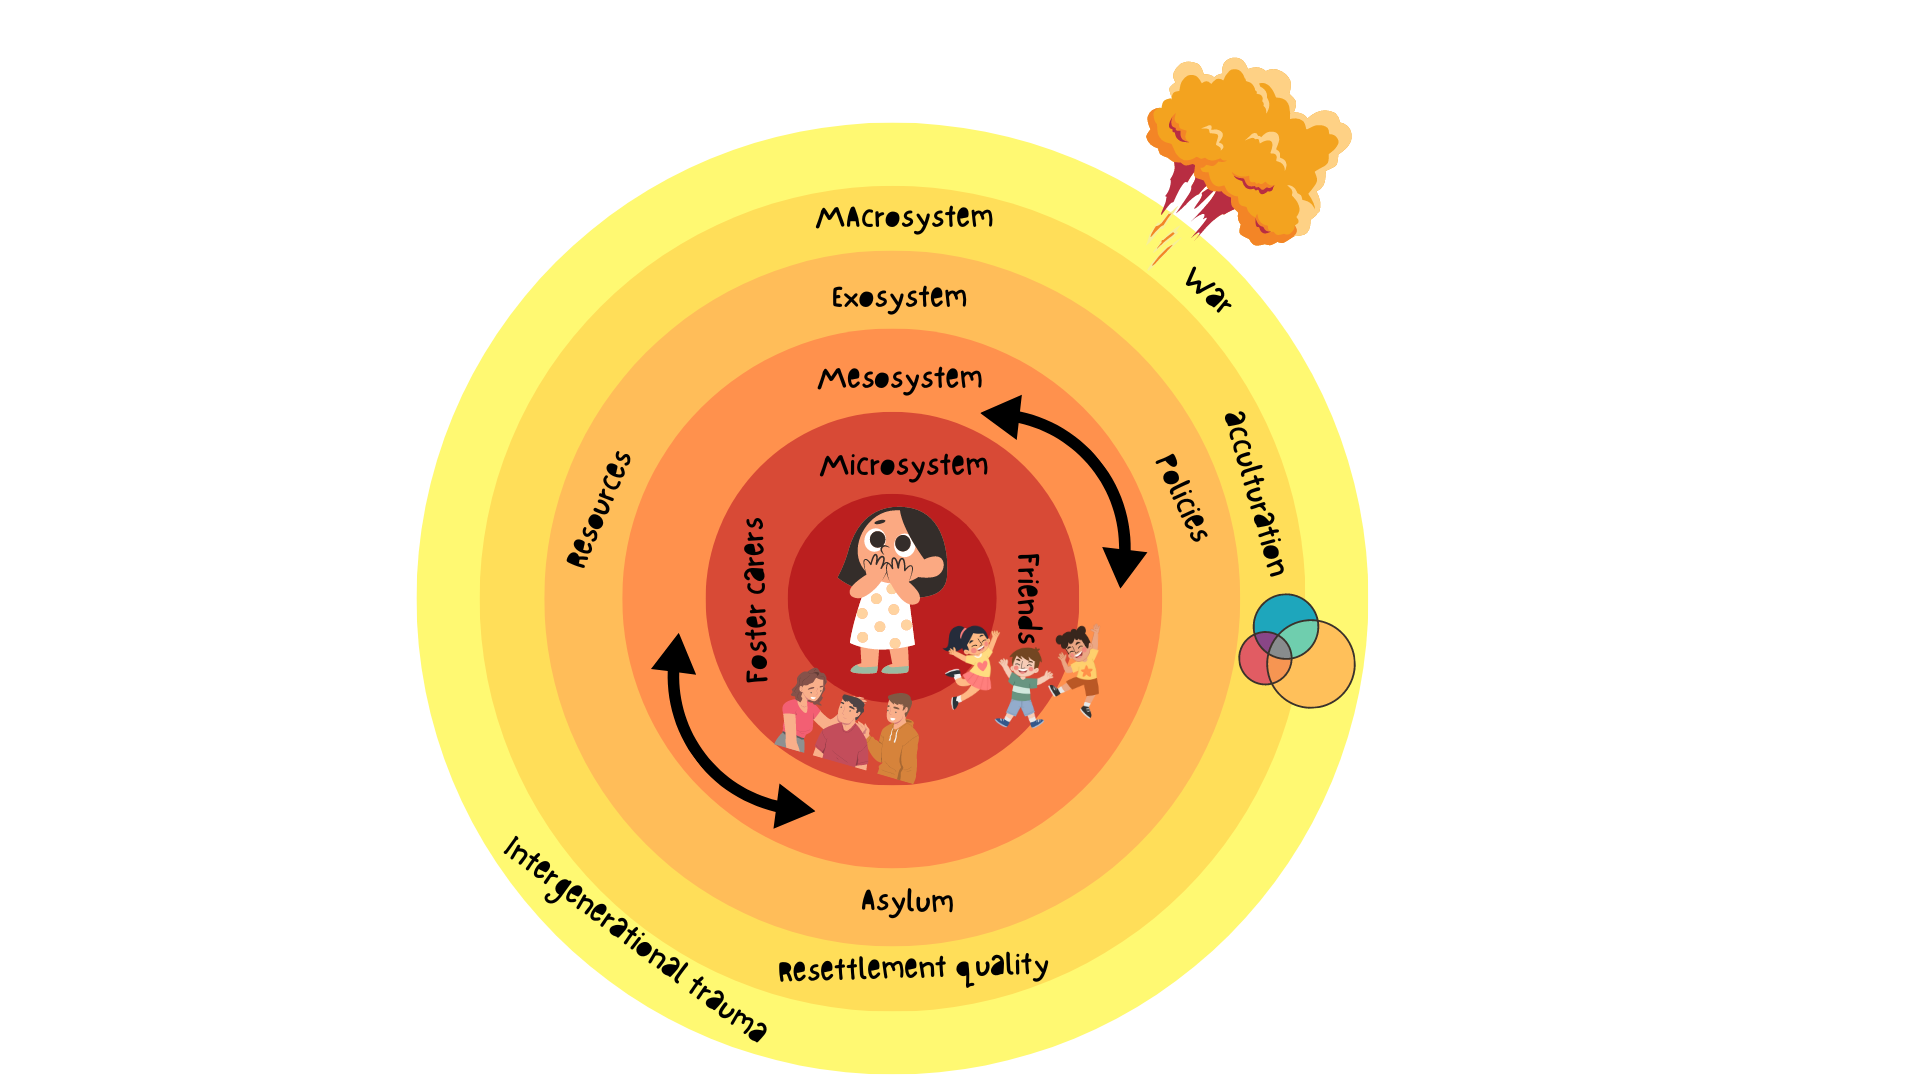 MAcrosystem
Exosystem
Mesosystem
Microsystem
War
acculturation
Policies
Resources
Foster carers
Friends
Asylum
Resettlement quality
Intergenerational trauma